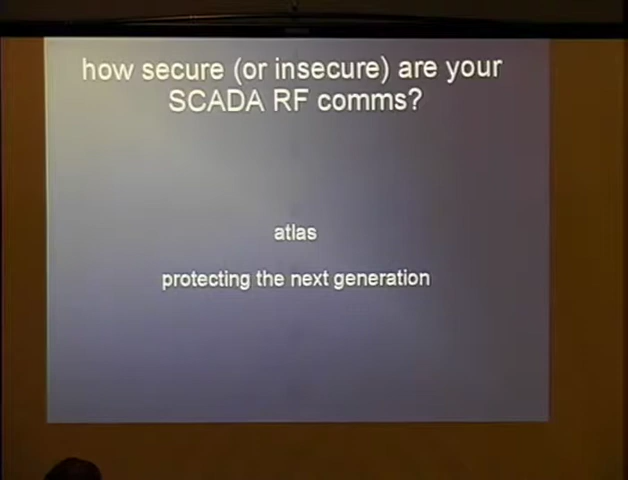 how secure (or insecure) are your
SCADA RF comms?
atlas
protecting the next generation